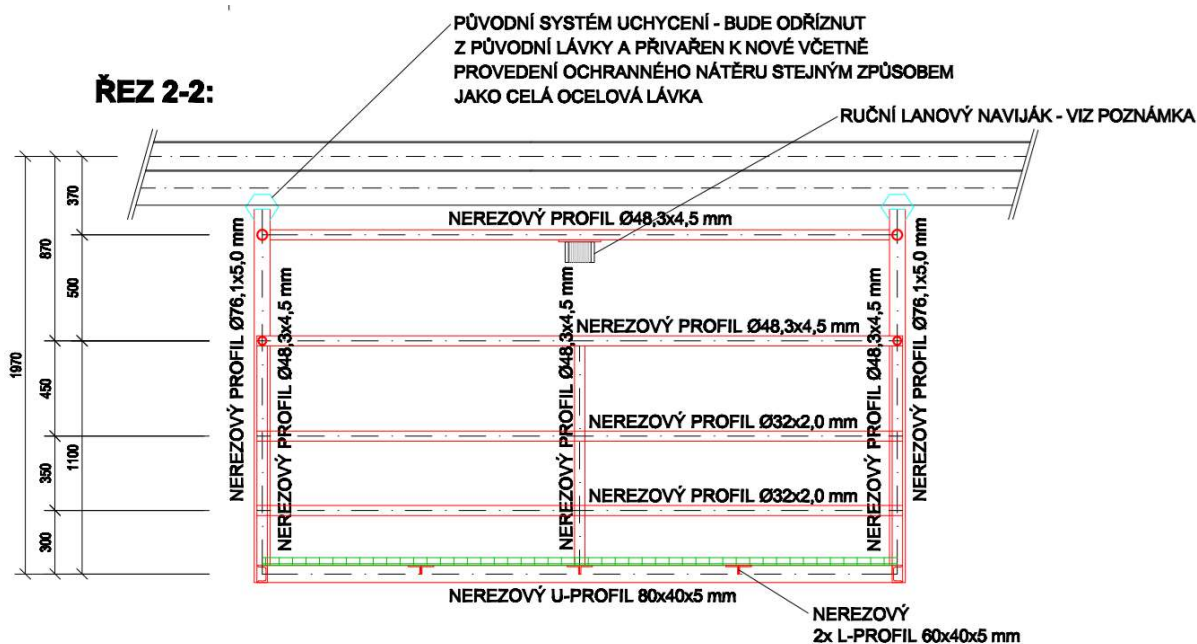 PŮVODNÍ SYSTÉM UCHYCENÍ - BUDE ODŘÍZNUT
Z PŮVODNÍ LÁVKY A PŘIVAŘEN K NOVÉ VČETNĚ
PROVEDENÍ OCHRANNÉHO NÁTĚRU STEJNÝM ZPŮSOBEM
JAKO CELÁ OCELOVÁ LÁVKA
ŘEZ 2-2:
RUČNÍ LANOVÝ NAVIJÁK - VIZ POZNÁMKA
1970
870
450
350
300
370
500
1100
NEREZOVÝ PROFIL Ø76,1x5,0 mm
NEREZOVÝ PROFIL Ø48,3x4,5 mm
NEREZOVÝ PROFIL Ø48,3x4,5 mm
NEREZOVÝ PROFIL Ø48,3x4,5 mm
NEREZOVÝ PROFIL Ø48,3x4,5 mm
NEREZOVÝ PROFIL Ø48,3x4,5 mm
NEREZOVÝ PROFIL Ø76,1x5,0 mm
NEREZOVÝ PROFIL Ø32x2,0 mm
NEREZOVÝ PROFIL Ø32x2,0 mm
NEREZOVÝ U-PROFIL 80x40x5 mm
NEREZOVÝ
2x L-PROFIL 60x40x5 mm